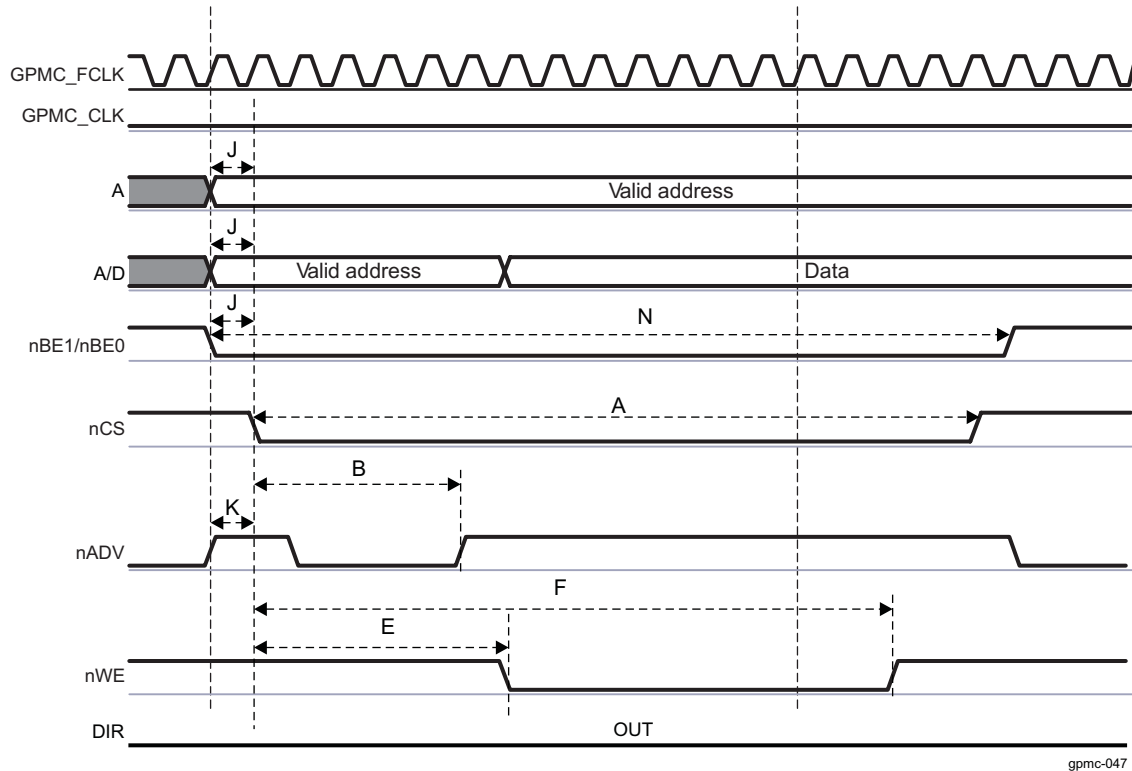 GPMC_FCLK
GPMC_CLK
J
A
Valid address
J
A/D
Valid address
Data
J
N
nBE1/nBE0
A
nCS
B
K
nADV
F
E
nWE
DIR
OUT
gpmc-047